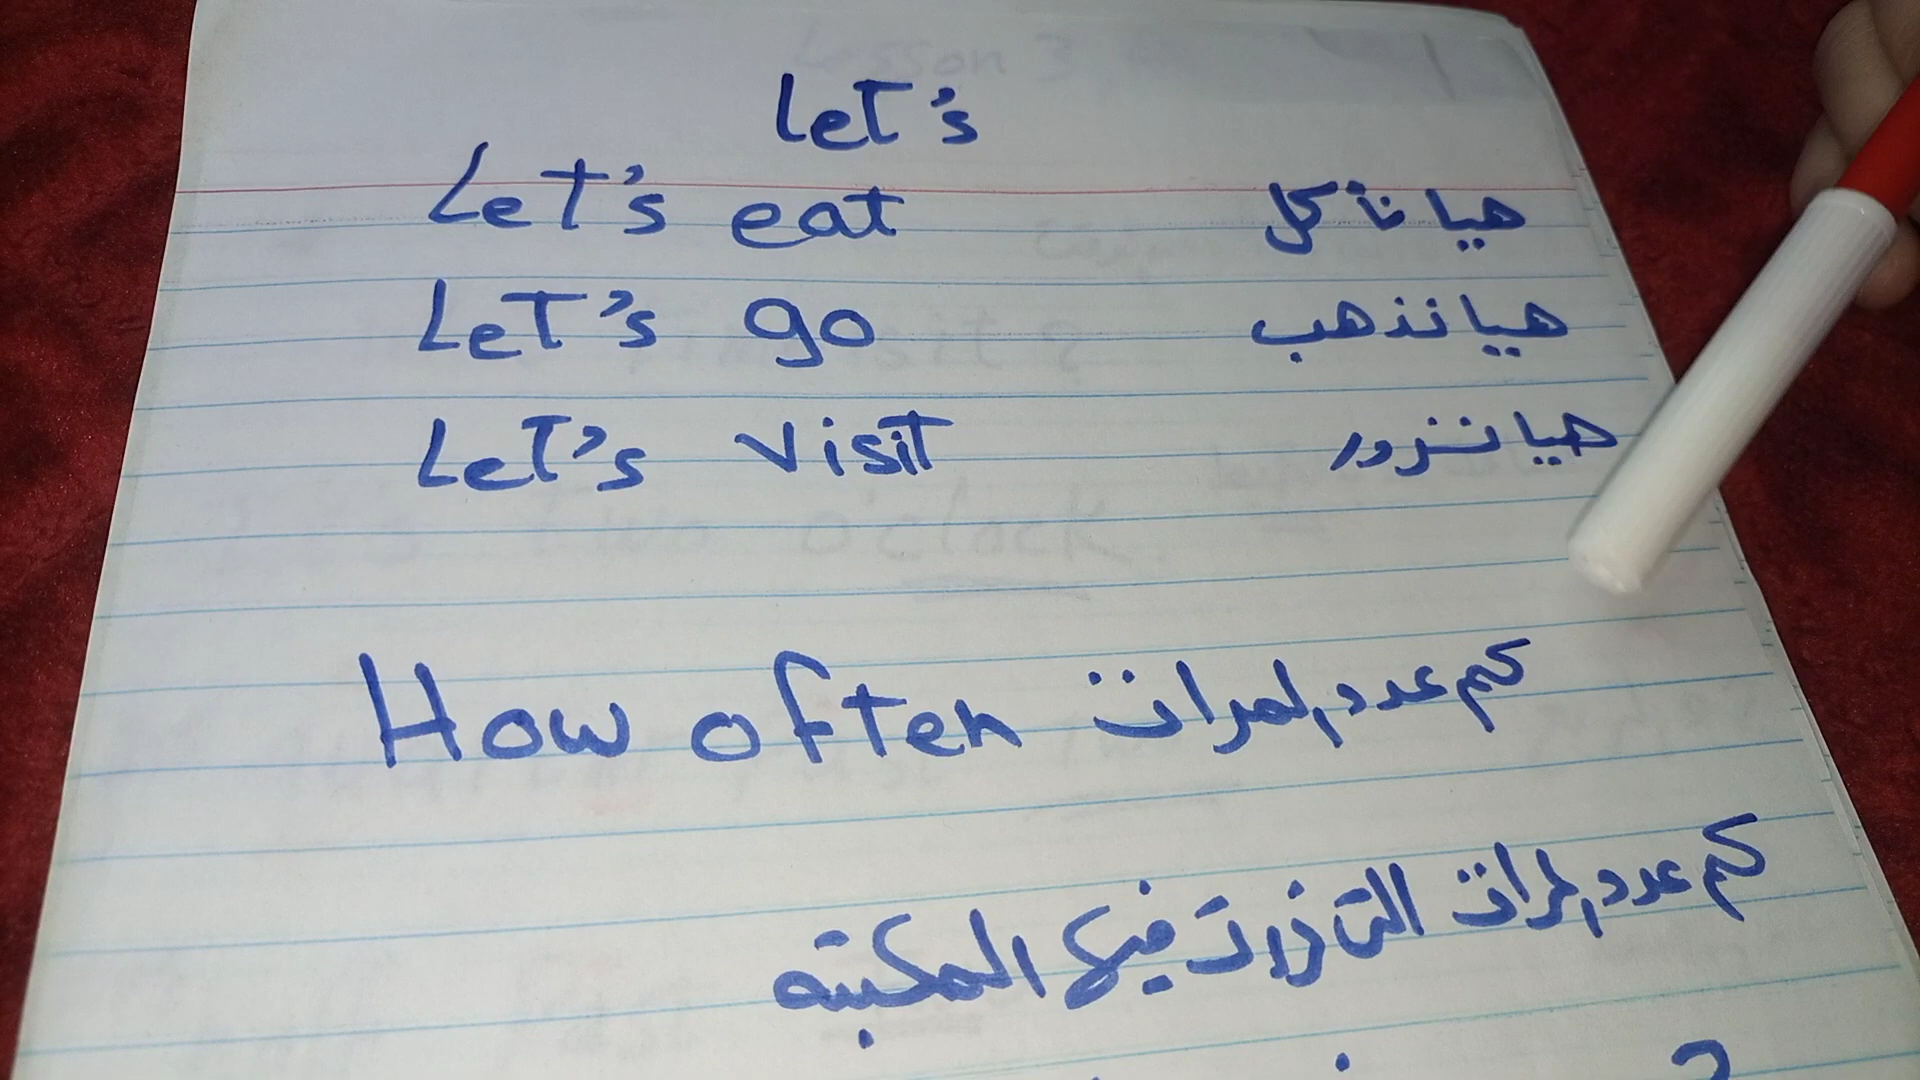 Let's
Let's eat هيا نأكل
Let's go هيا نذهب
Let's visit هيا نزور
How often كم عدد المرات
كم عدد المرات التي زرت فيها المكتبة